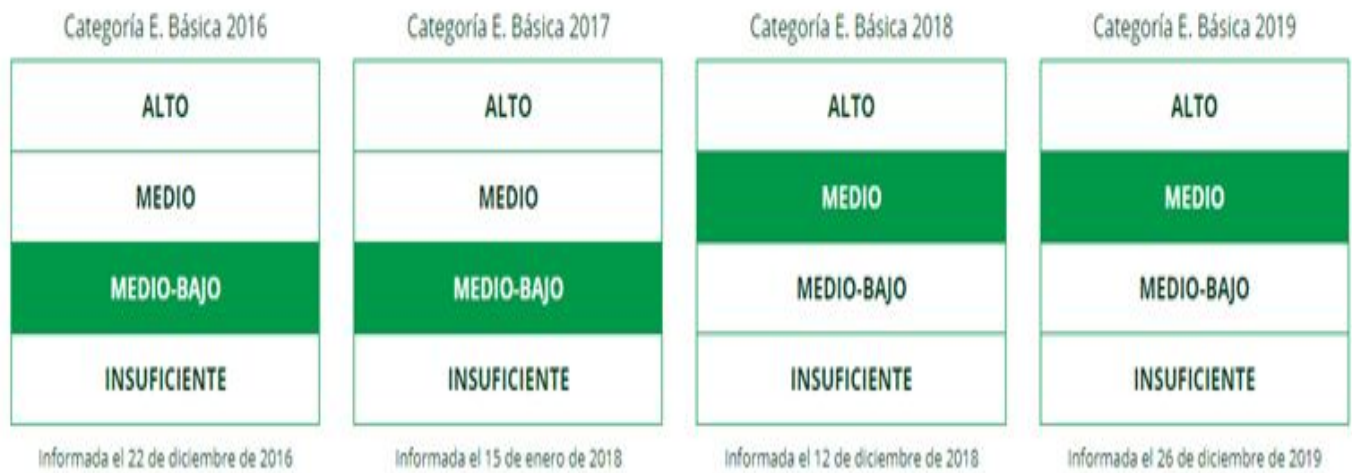 Categoría E. Básica 2016
ALTO
MEDIO
MEDIO-BAJO
INSUFICIENTE
Informada el 22 de diciembre de 2016
Categoría E. Básica 2017
ALTO
MEDIO
MEDIO-BAJO
INSUFICIENTE
Informada el 15 de enero de 2018
Categoría E. Básica 2018
ALTO
MEDIO
MEDIO-BAJO
INSUFICIENTE
Informada el 12 de diciembre de 2018
Categoría E. Básica 2019
ALTO
MEDIO
MEDIO-BAJO
INSUFICIENTE
Informada el 26 de diciembre de 2019